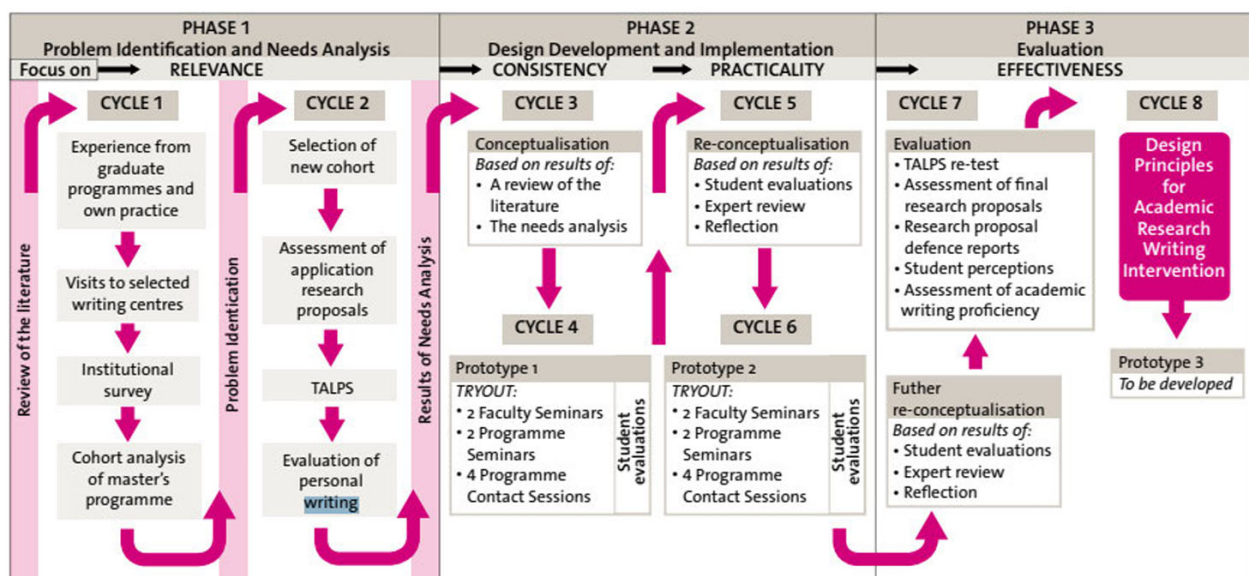 PHASE 1
Problem Identification and Needs Analysis
PHASE 2
Design Development and Implementation
PHASE 3
Evaluation
Focus on
RELEVANCE
CONSISTENCY
PRACTICALITY
EFFECTIVENESS
Review of the literature
CYCLE 1
Experience from
graduate
programmes and
own practice
Visits to selected
writing centres
Institutional
survey
Cohort analysis
of master's
programme
Problem Identication
CYCLE 2
Selection of
new cohort
Assessment of
application
research
proposals
TALPS
Evaluation of
personal
writing
Results of Needs Analysis
CYCLE 3
Conceptualisation
Based on results of:
• A review of the
literature
• The needs analysis
CYCLE 4
Prototype 1
TRYOUT:
• 2 Faculty Seminars
• 2 Programme
Seminars
• 4 Programme
Contact Sessions
Student
evaluations
CYCLE 5
Re-conceptualisation
Based on results of:
• Student evaluations
• Expert review
• Reflection
CYCLE 6
Prototype 2
TRYOUT:
• 2 Faculty Seminars
• 2 Programme
Seminars
• 4 Programme
Contact Sessions
Student
evaluations
CYCLE 7
Evaluation
• TALPS re-test
• Assessment of final
research proposals
• Research proposal
defence reports
• Student perceptions
• Assessment of academic
writing proficiency
Futher
re-conceptualisation
Based on results of:
• Student evaluations
• Expert review
• Reflection
CYCLE 8
Design
Principles
for
Academic
Research
Writing
Intervention
Prototype 3
To be developed